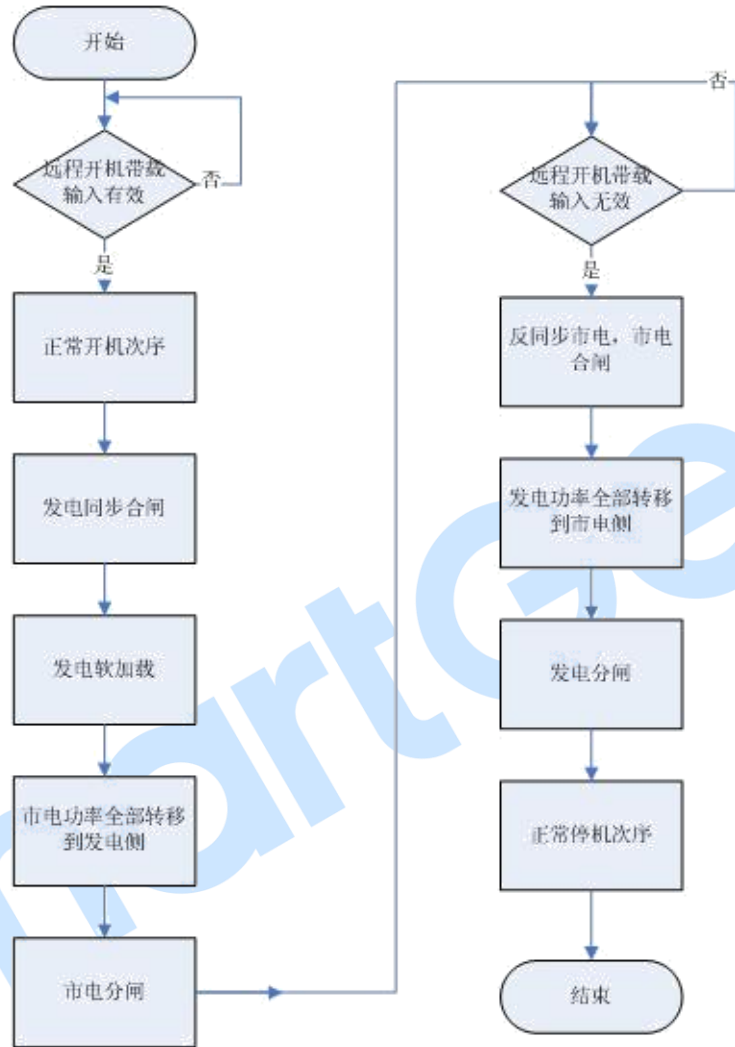 开始
远程开机带载
输入有效
否
是
正常开机次序
发电同步合闸
发电软加载
市电功率全部转移
到发电侧
市电分闸
否
远程开机带载
输入无效
是
反同步市电，市电
合闸
发电功率全部转移
到市电侧
发电分闸
正常停机次序
结束
martGe